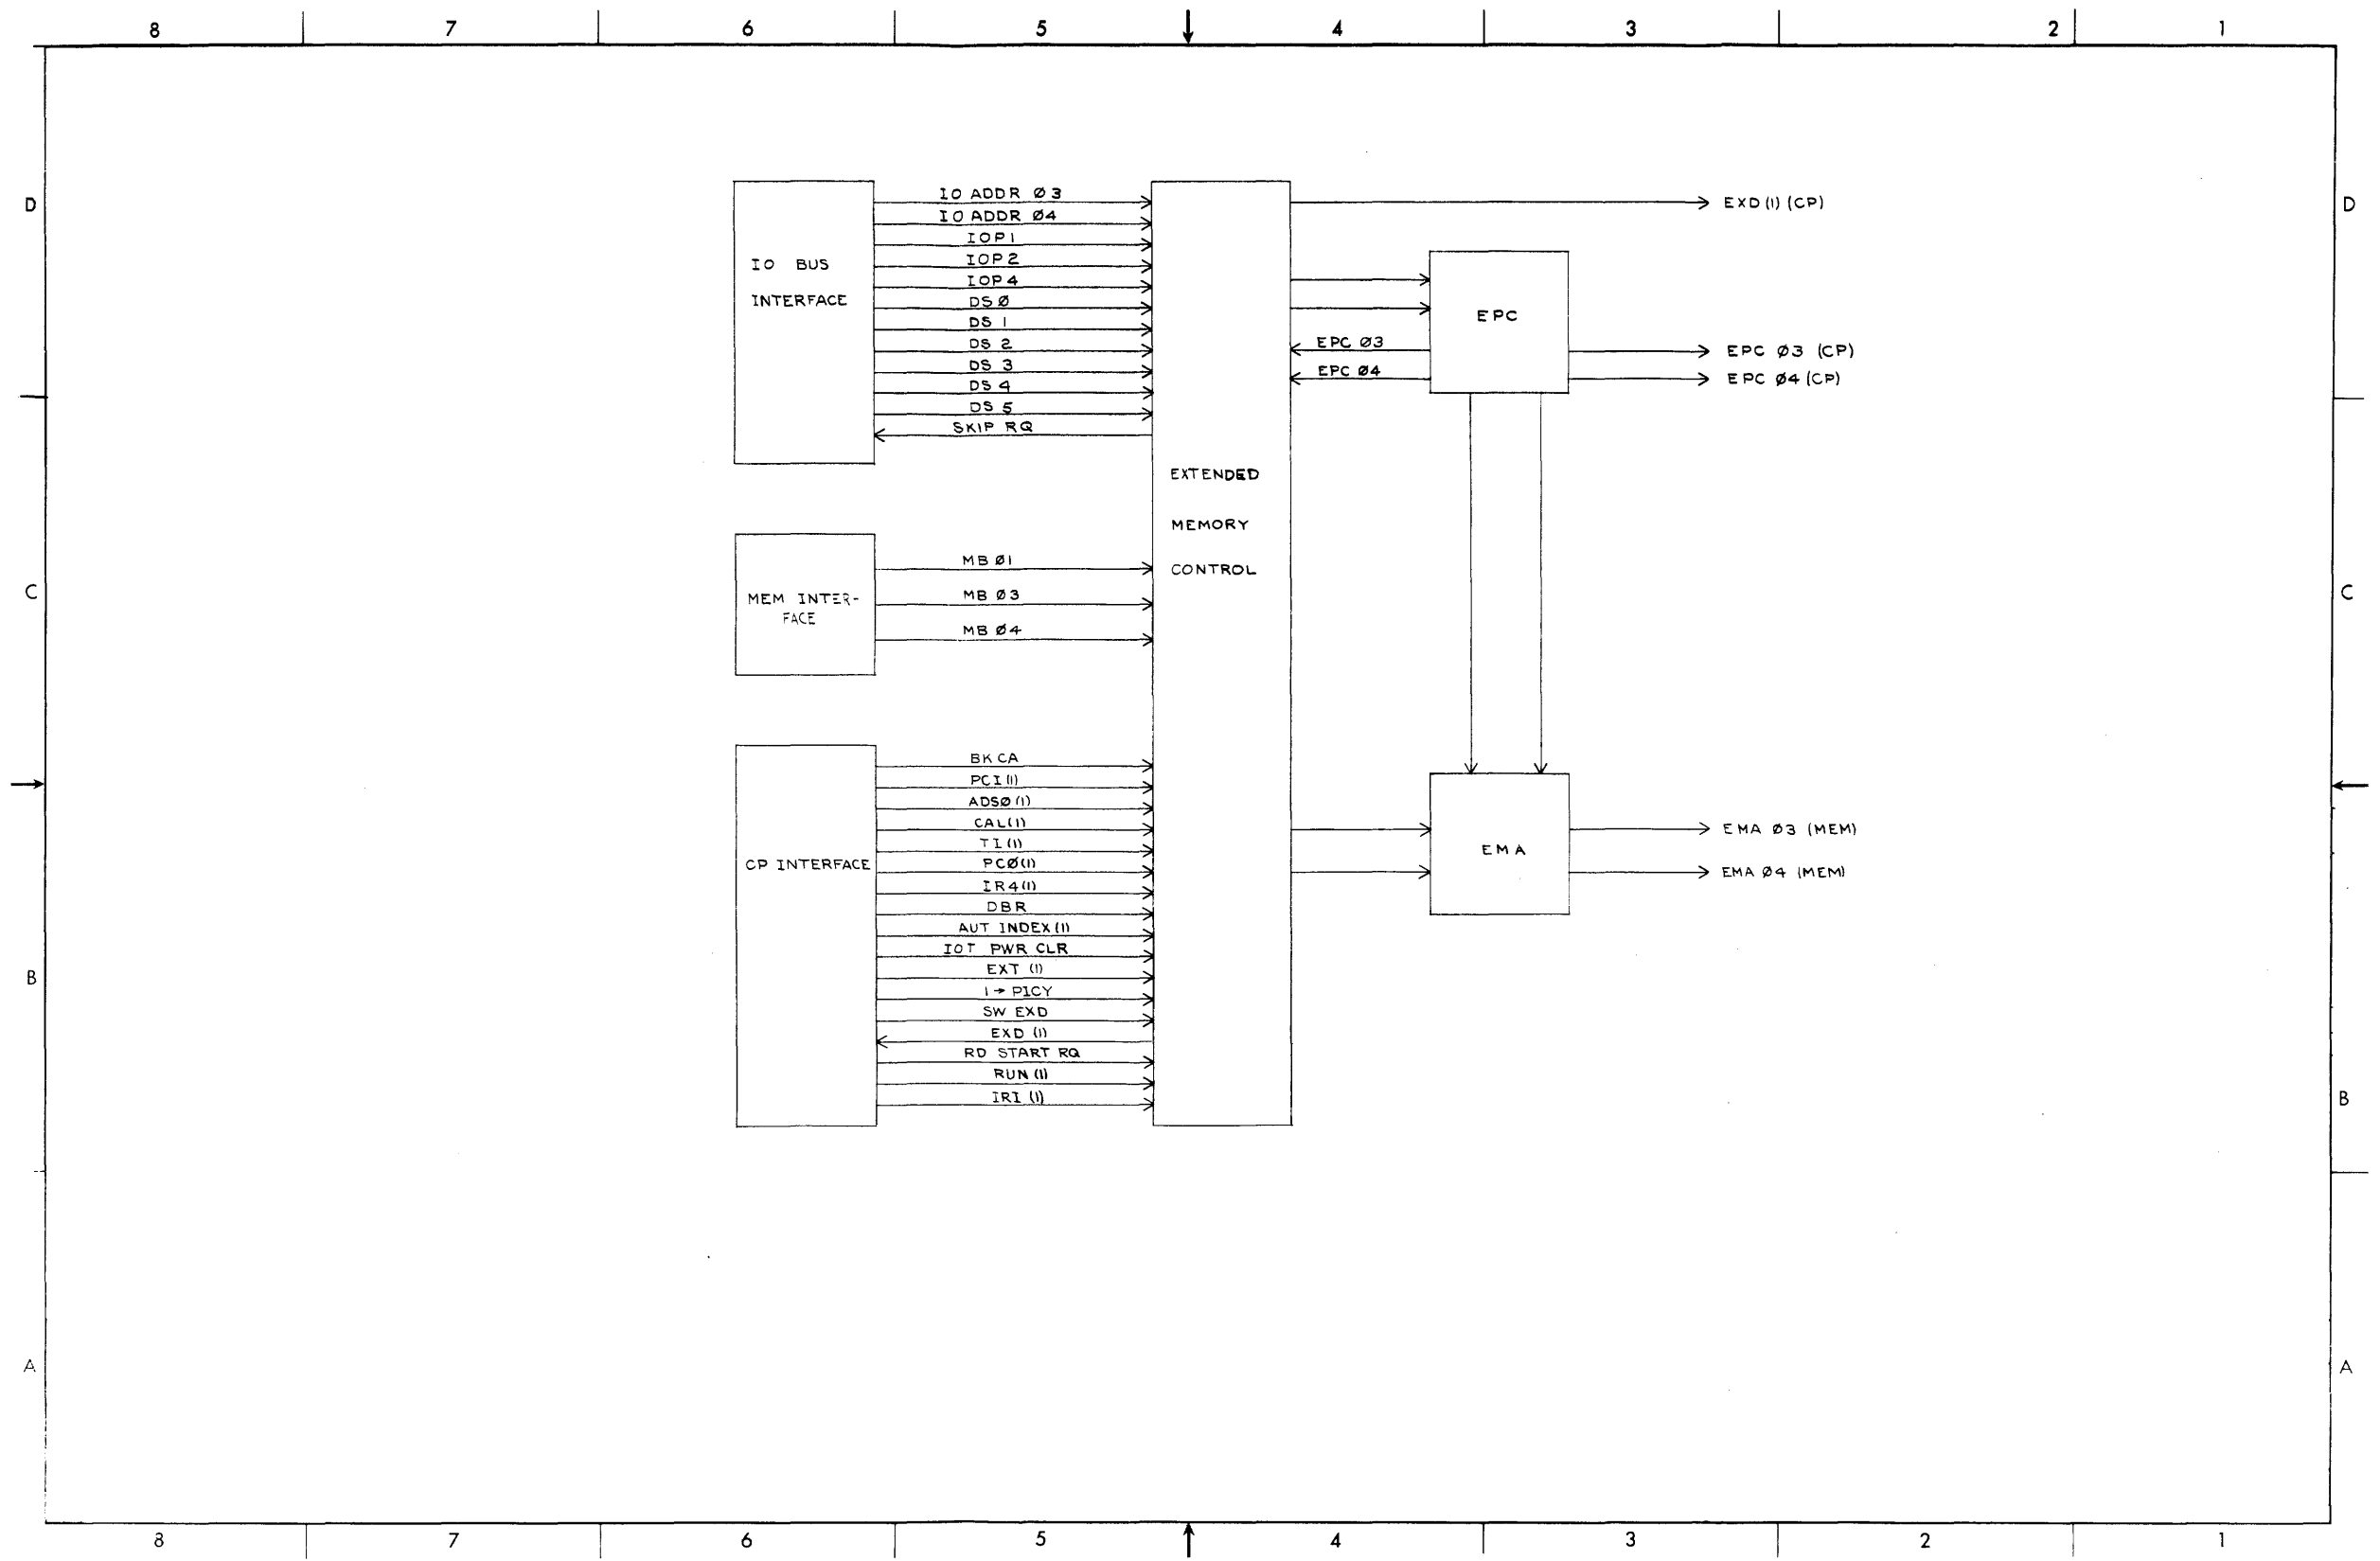 8 7 6 5 4 3 2 1
D
D
IO BUS
INTERFACE
IO ADDR Ø3
IO ADDR Ø4
IOP1
IOP2
IOP4
DSØ
DS 1
DS 2
DS 3
DS 4
DS 5
SKIP RQ
EXTENDED
MEMORY
CONTROL
EXD(1)(CP)
EPC
EPC Ø3
EPC Ø4
EPC Ø3 (CP)
EPC Ø4 (CP)
C
C
MEM INTER-
FACE
MB Ø1
MB Ø3
MB Ø4
CP INTERFACE
BKCA
PCI(1)
ADSØ(1)
CAL(1)
TI(1)
PCØ(1)
IR4(1)
DBR
AUT INDEX(1)
IOT PWR CLR
EXT (1)
1→PICY
SW EXD
EXD (1)
RD START RQ
RUN (1)
IRI (1)
EMA
EMA Ø3 (MEM)
EMA Ø4 (MEM)
B
B
A
A
8 7 6 5 4 3 2 1